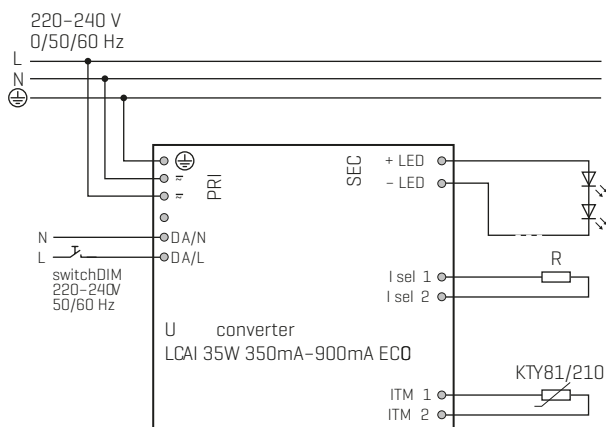 220–240 V
0/50/60 Hz
L
N
PRI
SEC
+ LED
– LED
N
DA/N
L
DA/L
switchDIM
220–240V
50/60 Hz
I sel 1
R
I sel 2
U converter
LCAI 35W 350mA–900mA ECO
KTY81/210
ITM 1
ITM 2